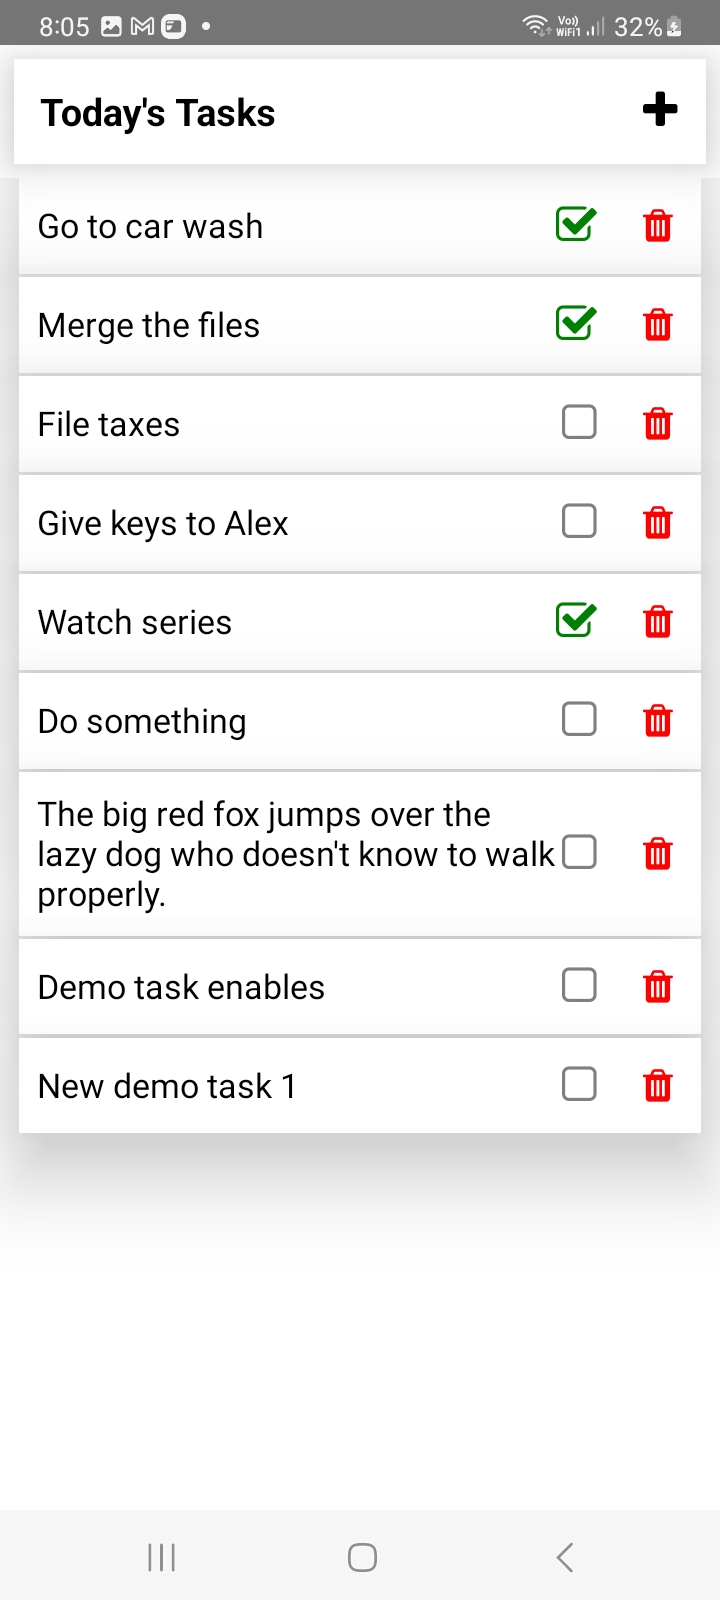 8:05 Vo)) WiFi1 32%
Today's Tasks
Go to car wash
Merge the files
File taxes
Give keys to Alex
Watch series
Do something
The big red fox jumps over the
lazy dog who doesn't know to walk
properly.
Demo task enables
New demo task 1